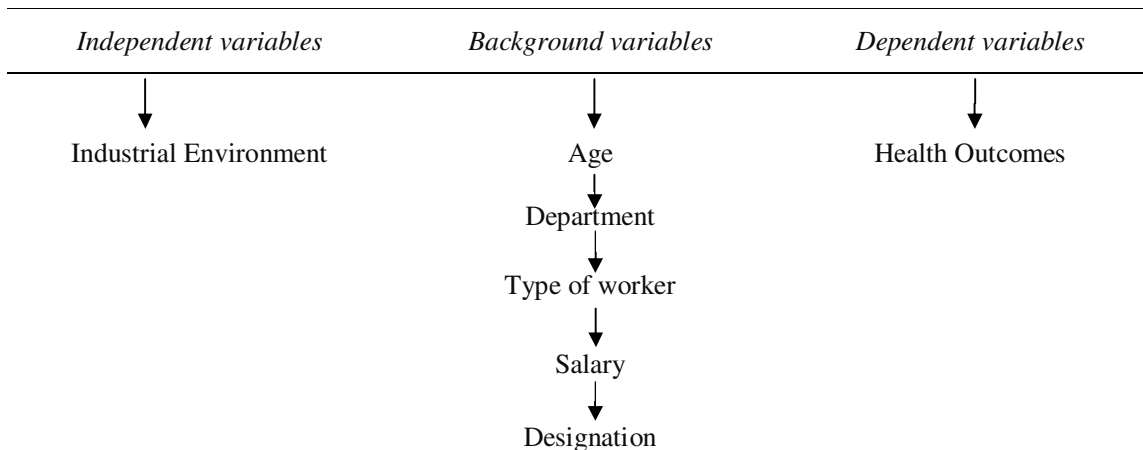 Independent variables Background variables Dependent variables
Industrial Environment Age Health Outcomes
Department
Type of worker
Salary
Designation